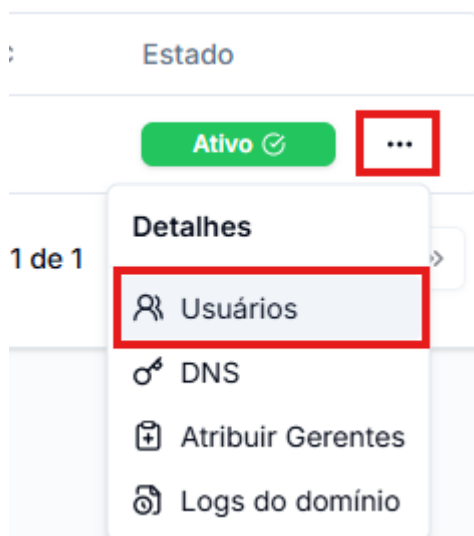 Estado
Ativo
Detalhes
1 de 1
Usuários
DNS
Atribuir Gerentes
Logs do domínio